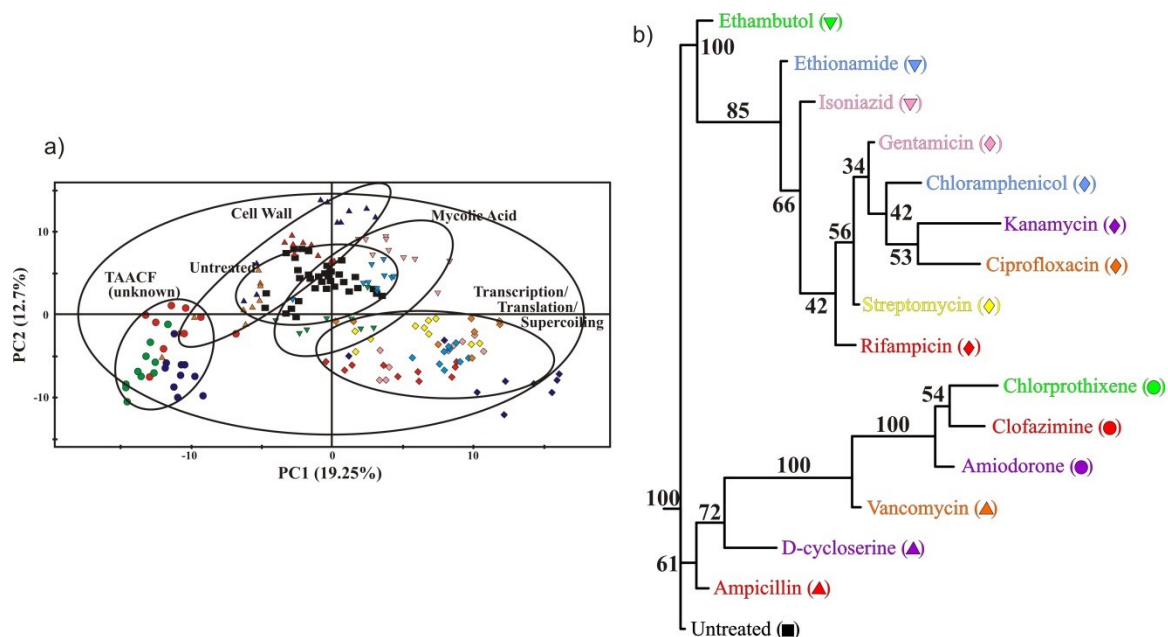 a)
Cell Wall
Mycolic Acid
TAACF
(unknown)
Untreated
Transcription/
Translation/
Supercoiling
10
0
-10
PC2 (12.7%)
-10
0
10
PC1 (19.25%)
b)
Ethambutol (▼)
100
Ethionamide (▼)
85
Isoniazid (▼)
Gentamicin (◆)
34
Chloramphenicol (◆)
66
42
Kanamycin (◆)
56
53
Ciprofloxacin (◆)
Streptomycin (◆)
42
Rifampicin (◆)
Chlorprothixene (●)
54
Clofazimine (●)
100
Amiodorone (●)
100
Vancomycin (▲)
100
72
D-cycloserine (▲)
61
Ampicillin (▲)
Untreated (■)